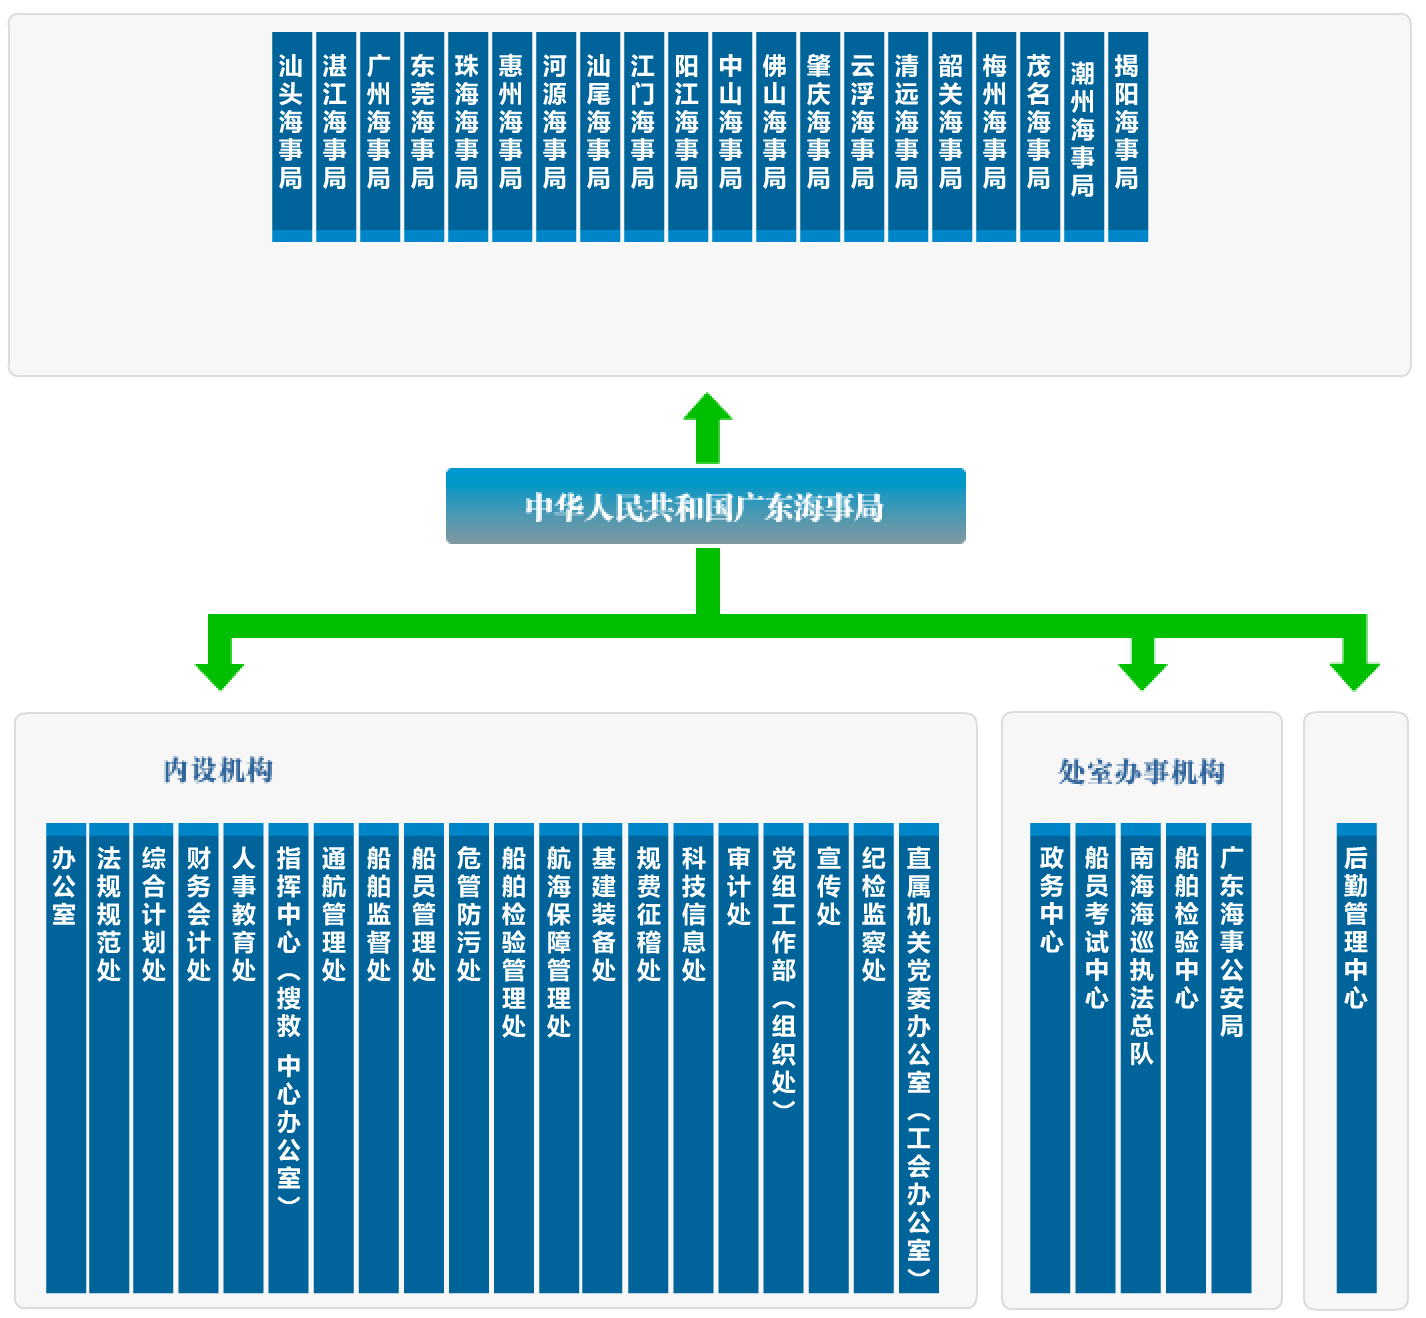 汕头海事局
湛江海事局
广州海事局
东莞海事局
珠海海事局
惠州海事局
河源海事局
汕尾海事局
江门海事局
阳江海事局
中山海事局
佛山海事局
肇庆海事局
云浮海事局
清远海事局
韶关海事局
梅州海事局
茂名海事局
潮州海事局
揭阳海事局
中华人民共和国广东海事局
内设机构
办公室
法规规范处
综合计划处
财务会计处
人事教育处
指挥中心（搜救 中心办公室）
通航管理处
船舶监督处
船员管理处
危管防污处
船舶检验管理处
航海保障管理处
基建装备处
规费征稽处
科技信息处
审计处
党组工作部（组织处）
宣传处
纪检监察处
直属机关党委办公室（工会办公室）
处室办事机构
政务中心
船员考试中心
南海海巡执法总队
船舶检验中心
广东海事公安局
后勤管理中心